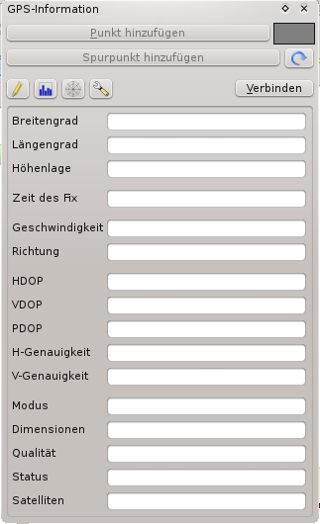 GPS-Information
Punkt hinzufügen
Spurpunkt hinzufügen
Verbinden
Breitengrad
Längengrad
Höhenlage
Zeit des Fix
Geschwindigkeit
Richtung
HDOP
VDOP
PDOP
H-Genauigkeit
V-Genauigkeit
Modus
Dimensionen
Qualität
Status
Satelliten